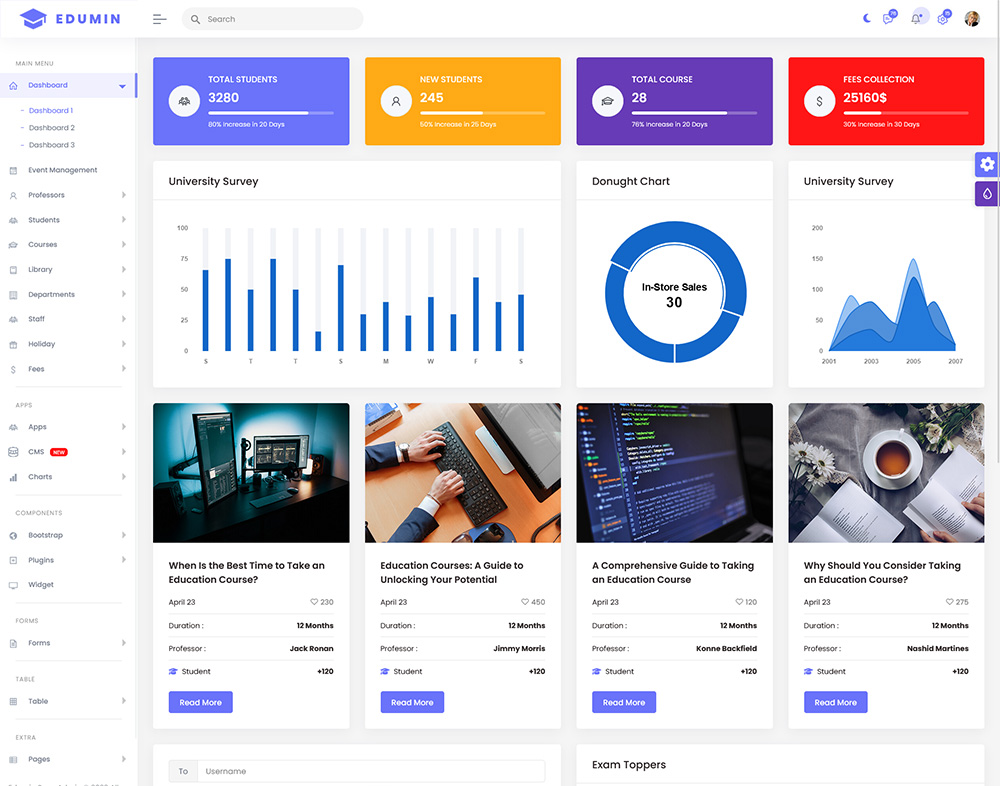 EDUMIN
Search
76
15
MAIN MENU
Dashboard
- Dashboard 1
- Dashboard 2
- Dashboard 3
Event Management
Professors
Students
Courses
Library
Departments
Staff
Holiday
Fees
APPS
Apps
CMS NEW
Charts
COMPONENTS
Bootstrap
Plugins
Widget
FORMS
Forms
TABLE
Table
EXTRA
Pages
TOTAL STUDENTS
3280
80% Increase in 20 Days
NEW STUDENTS
245
50% Increase in 25 Days
TOTAL COURSE
28
76% Increase in 20 Days
FEES COLLECTION
25160$
30% Increase in 30 Days
University Survey
100
75
50
25
0
S T T S M W F S
Donught Chart
In-Store Sales
30
University Survey
200
150
100
50
0
2001 2003 2005 2007
When Is the Best Time to Take an
Education Course?
April 23 230
Duration : 12 Months
Professor : Jack Ronan
Student +120
Read More
Education Courses: A Guide to
Unlocking Your Potential
April 23 450
Duration : 12 Months
Professor : Jimmy Morris
Student +120
Read More
A Comprehensive Guide to Taking
an Education Course
April 23 120
Duration : 12 Months
Professor : Konne Backfield
Student +120
Read More
Why Should You Consider Taking
an Education Course?
April 23 275
Duration : 12 Months
Professor : Nashid Martines
Student +120
Read More
To Username
Exam Toppers